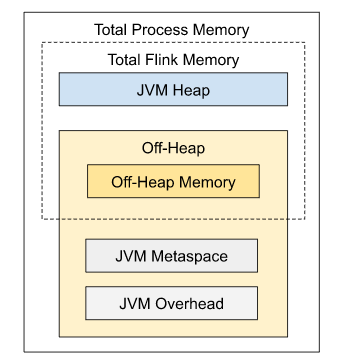 Total Process Memory
Total Flink Memory
JVM Heap
Off-Heap
Off-Heap Memory
JVM Metaspace
JVM Overhead